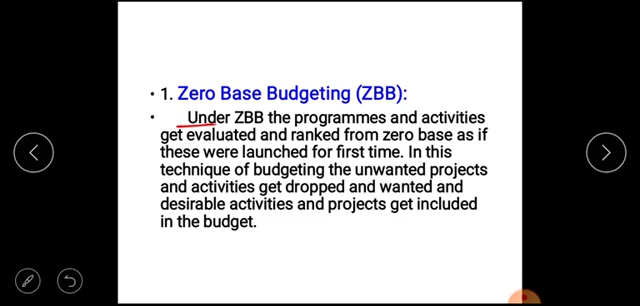 • 1. Zero Base Budgeting (ZBB):
• Under ZBB the programmes and activities
get evaluated and ranked from zero base as if
these were launched for first time. In this
technique of budgeting the unwanted projects
and activities get dropped and wanted and
desirable activities and projects get included
in the budget.